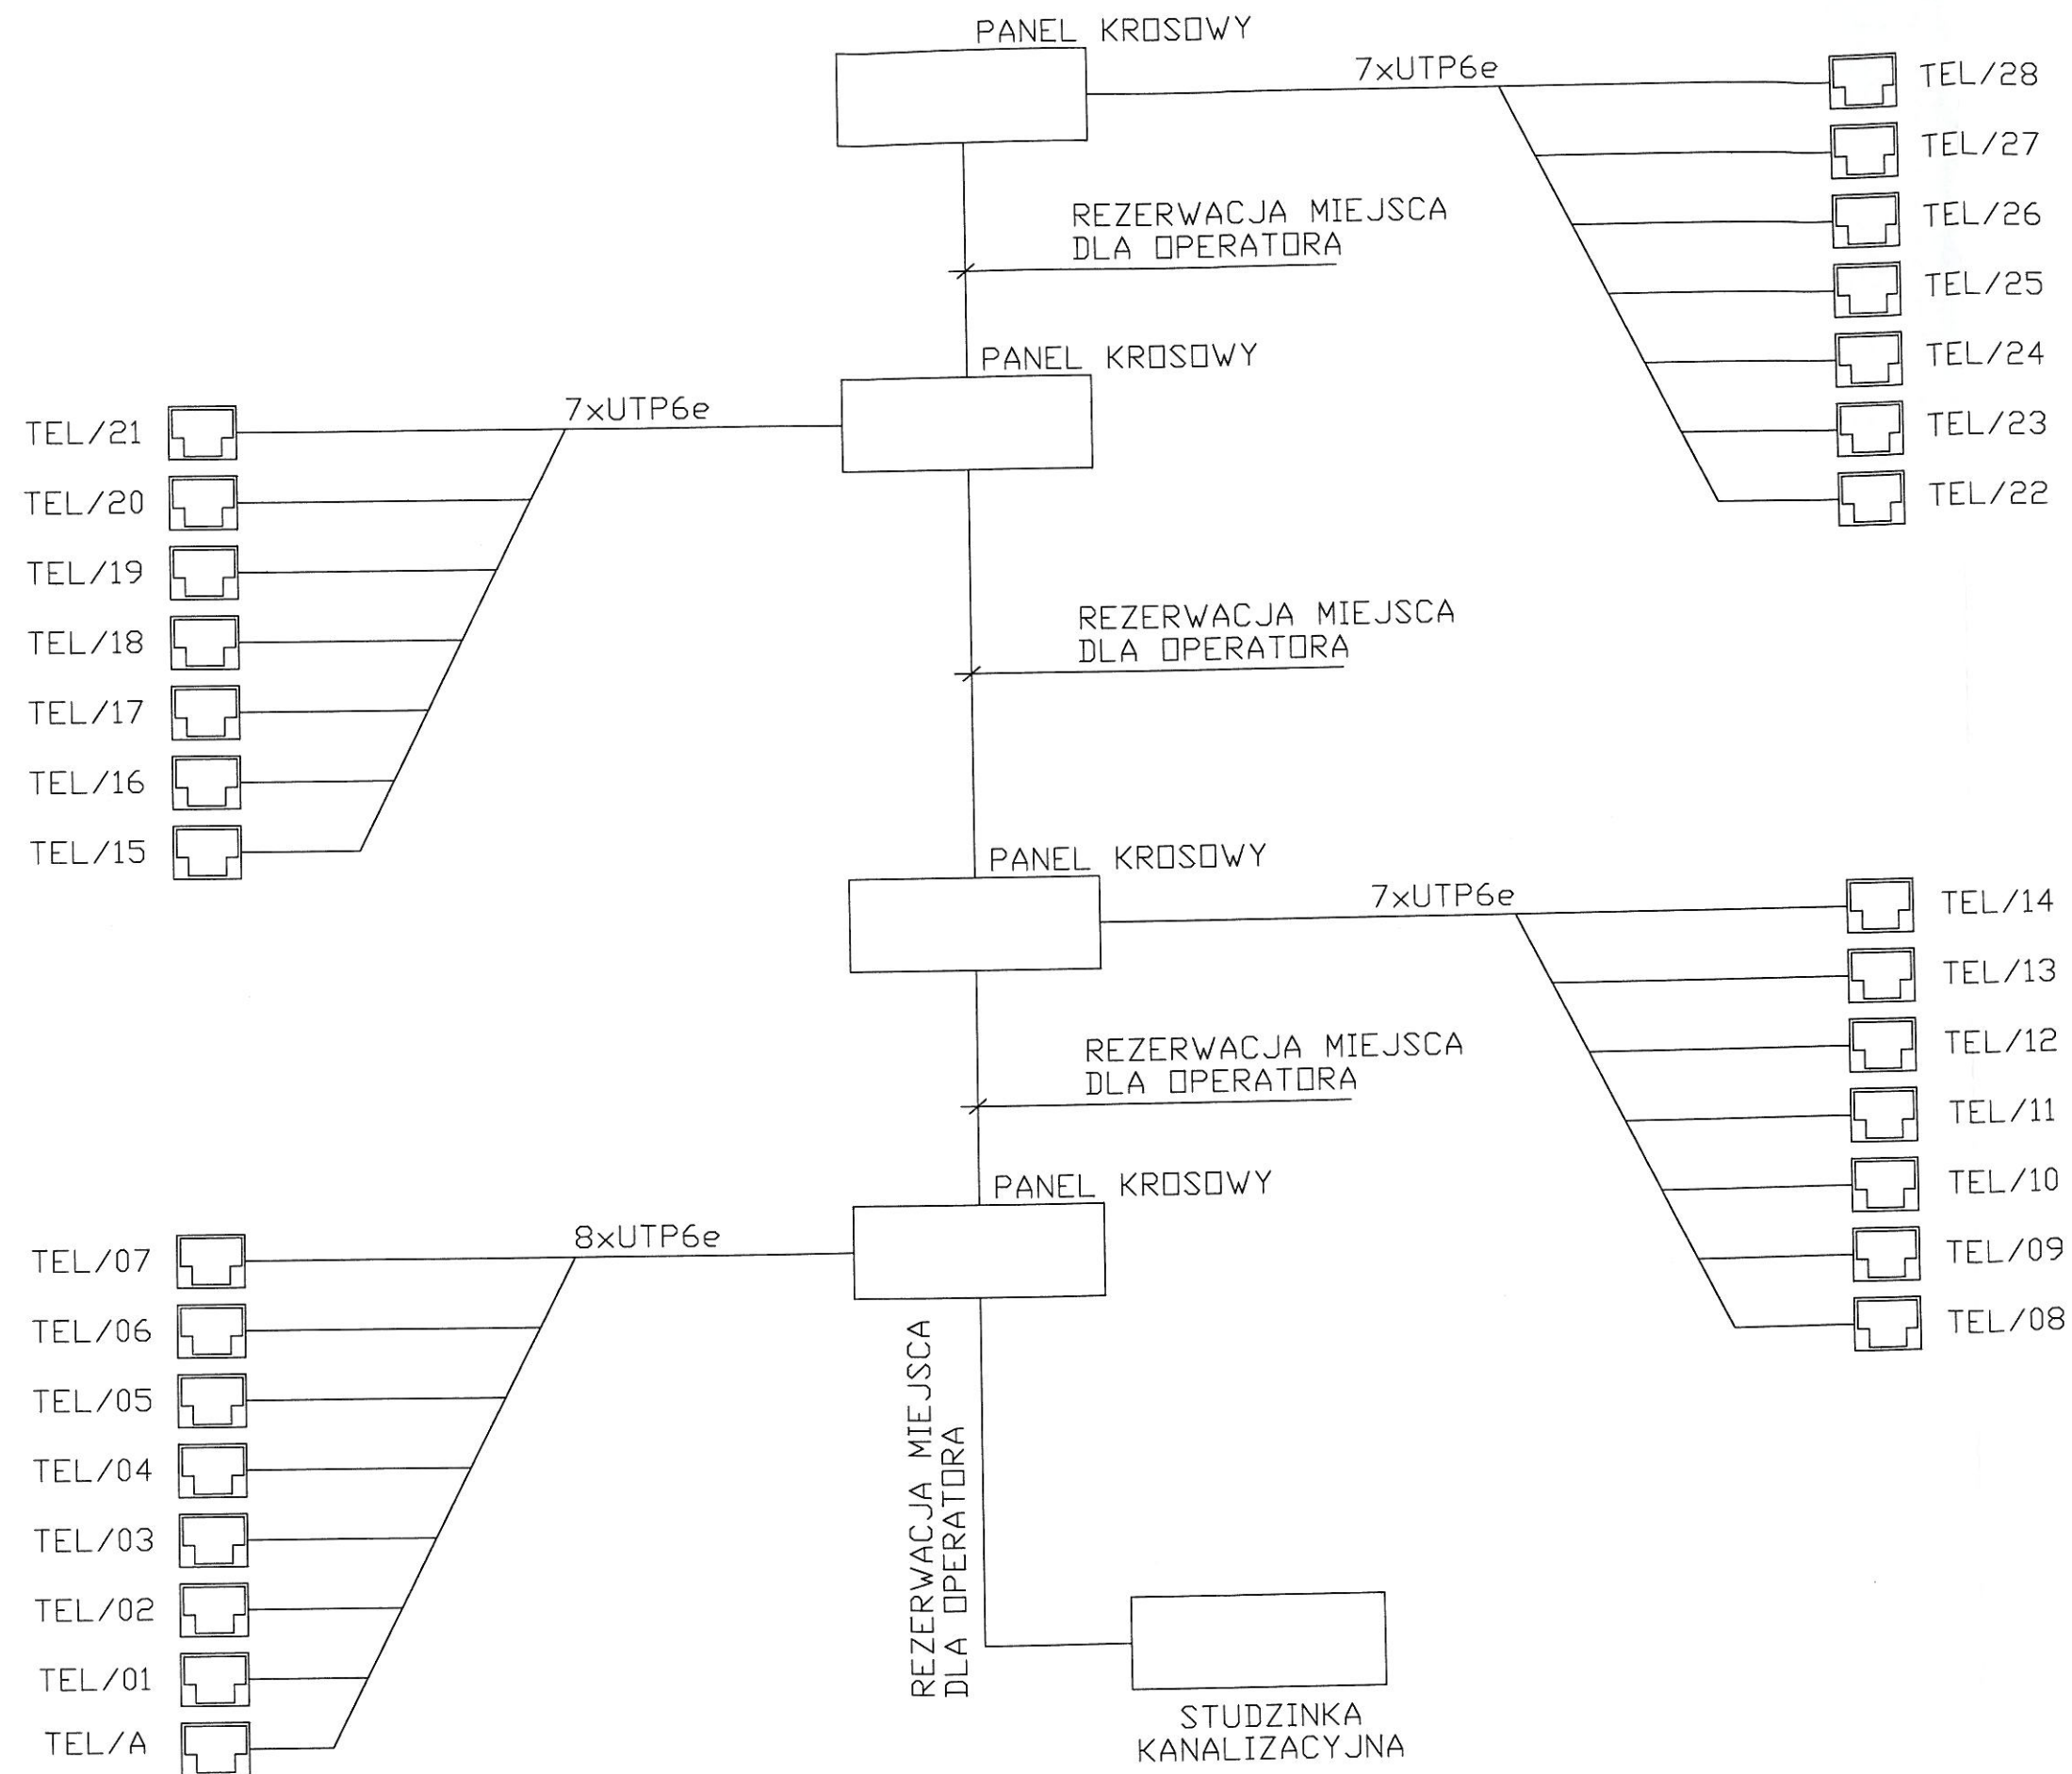 PANEL KROSOWY
7xUTP6e
TEL/28
TEL/27
TEL/26
TEL/25
TEL/24
TEL/23
TEL/22
REZERWACJA MIEJSCA
DLA OPERATORA
PANEL KROSOWY
7xUTP6e
TEL/21
TEL/20
TEL/19
TEL/18
TEL/17
TEL/16
TEL/15
REZERWACJA MIEJSCA
DLA OPERATORA
PANEL KROSOWY
7xUTP6e
TEL/14
TEL/13
TEL/12
TEL/11
TEL/10
TEL/09
TEL/08
REZERWACJA MIEJSCA
DLA OPERATORA
PANEL KROSOWY
8xUTP6e
TEL/07
TEL/06
TEL/05
TEL/04
TEL/03
TEL/02
TEL/01
TEL/A
REZERWACJA MIEJSCA
DLA OPERATORA
STUDZINKA
KANALIZACYJNA